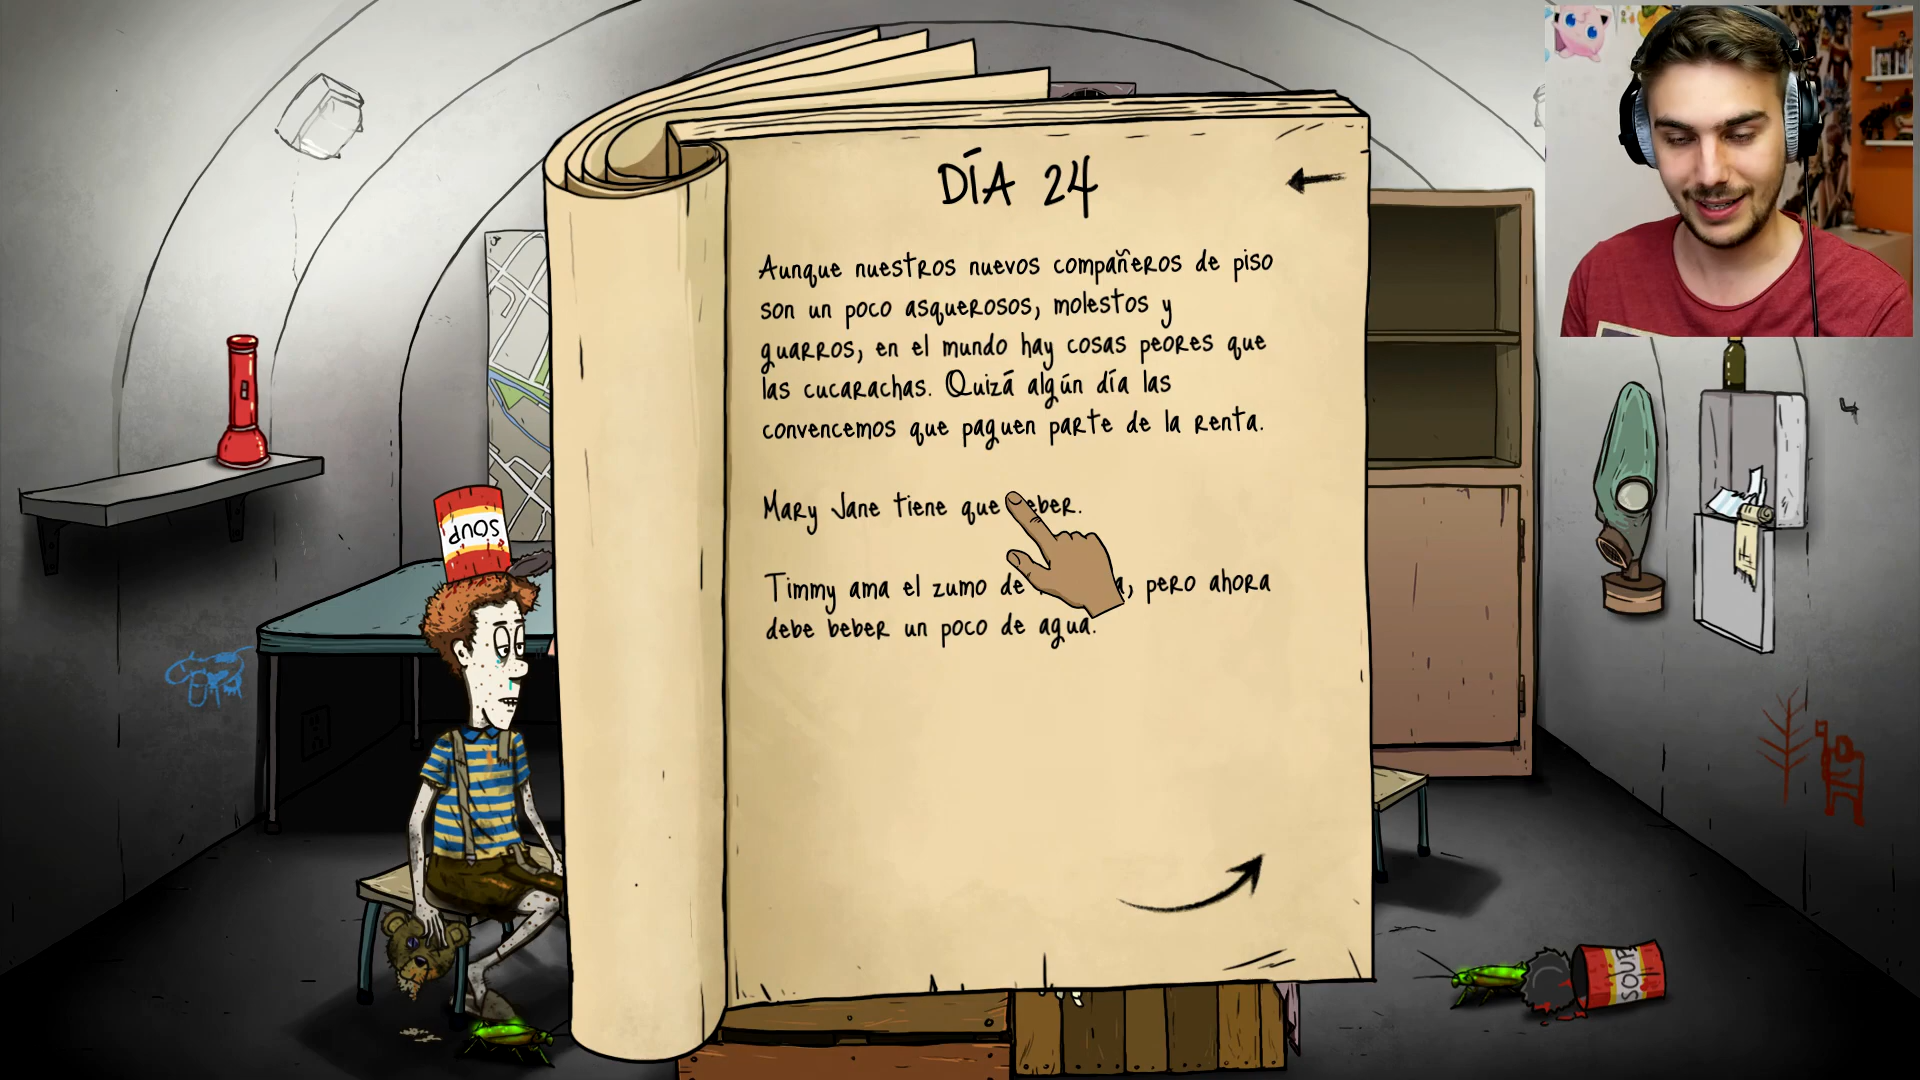 DÍA 24
Aunque nuestros nuevos compañeros de piso
son un poco asquerosos, molestos y
guarros, en el mundo hay cosas peores que
las cucarachas. Quizá algún día las
convencemos que paguen parte de la renta.
Mary Jane tiene que
Timmy ama el zumo de pero ahora
debe beber un poco de agua.
SOUP
SOUP